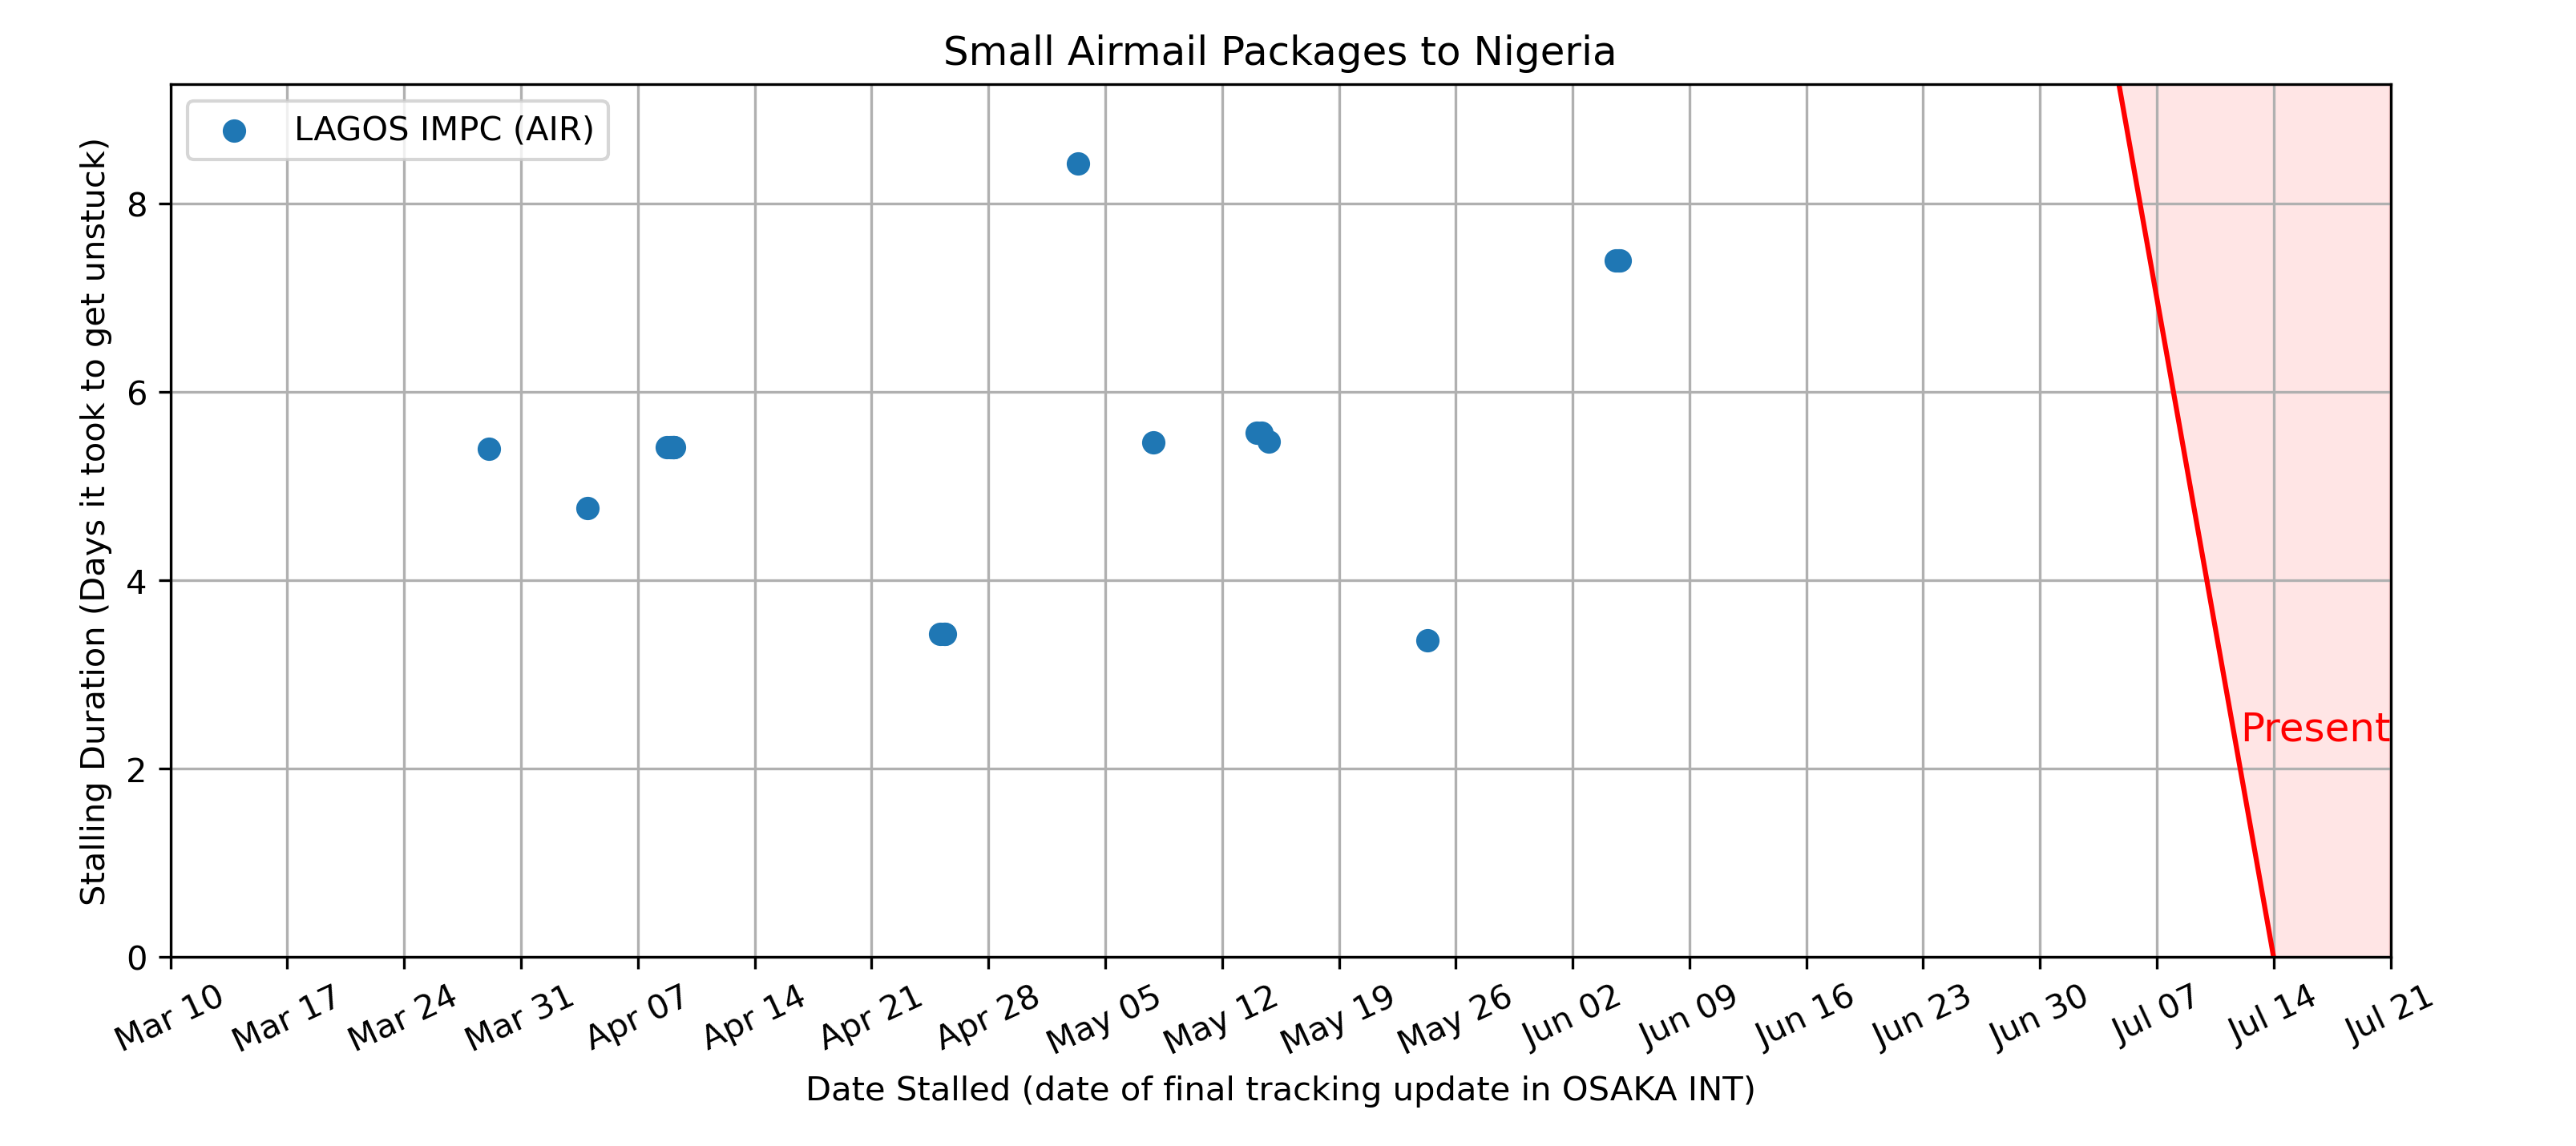 Small Airmail Packages to Nigeria
LAGOS IMPC (AIR)
Stalling Duration (Days it took to get unstuck)
8
6
4
2
0
Present
Mar 10 Mar 17 Mar 24 Mar 31 Apr 07 Apr 14 Apr 21 Apr 28 May 05 May 12 May 19 May 26 Jun 02 Jun 09 Jun 16 Jun 23 Jun 30 Jul 07 Jul 14 Jul 21
Date Stalled (date of final tracking update in OSAKA INT)